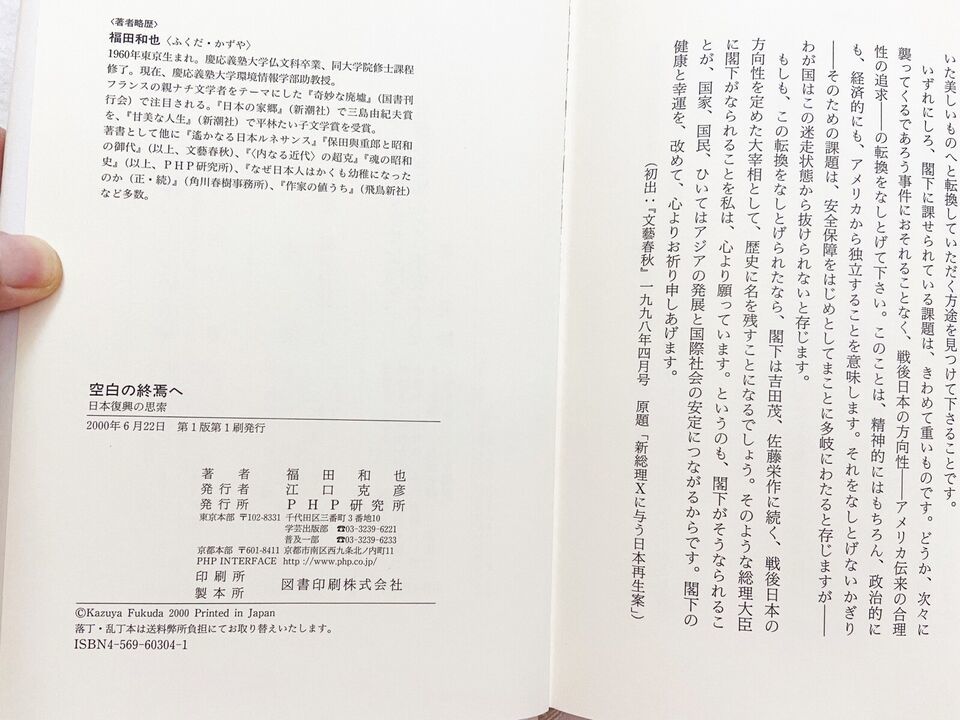 いた美しいものへと転換していただく方途を見つけて下さることです。
いずれにしろ、閣下に課せられている課題は、きわめて重いものです。どうか、次々に
襲ってくるであろう事件におそれることなく、戦後日本の方向性――アメリカ伝来の合理
性の追求――の転換をなしとげて下さい。このことは、精神的にはもちろん、政治的に
も、経済的にも、アメリカから独立することを意味します。それをなしとげないかぎり
――そのための課題は、安全保障をはじめとしてまことに多岐にわたると存じますが――
わが国はこの迷走状態から抜けられないと存じます。
もしも、この転換をなしとげられたなら、閣下は吉田茂、佐藤栄作に続く、戦後日本の
方向性を定めた大宰相として、歴史に名を残すことになるでしょう。そのような総理大臣
に閣下がなられることを私は、心より願っています。というのも、閣下がそうなられるこ
とが、国家、国民、ひいてはアジアの発展と国際社会の安定につながるからです。閣下の
健康と幸運を、改めて、心よりお祈り申しあげます。
(初出:『文藝春秋』一九九八年四月号 原題「新総理Xに与う日本再生案」)
〈著者略歴〉
福田和也〈ふくだ・かずや〉
1960年東京生まれ。慶応義塾大学仏文科卒業、同大学院修士課程
修了。現在、慶応義塾大学環境情報学部助教授。
フランスの親ナチ文学者をテーマにした『奇妙な廃墟』(国書刊
行会)で注目される。『日本の家郷』(新潮社)で三島由紀夫賞
を、『甘美な人生』(新潮社)で平林たい子文学賞を受賞。
著書として他に『遙かなる日本ルネサンス』『保田與重郎と昭和
の御代』(以上、文藝春秋)、『〈内なる近代〉の超克』『魂の昭和
史』(以上、PHP研究所)、『なぜ日本人はかくも幼稚になった
のか(正・続)』(角川春樹事務所)、『作家の値うち』(飛鳥新社)
など多数。
空白の終焉へ
日本復興の思索
2000年6月22日 第1版第1刷発行
著者 福田和也
発行者 江口克彦
発行所 PHP研究所
東京本部 〒102-8331 千代田区三番町3番地10
学芸出版部 ☎03-3239-6221
普及一部 ☎03-3239-6233
京都本部 〒601-8411 京都市南区西九条北ノ内町11
PHP INTERFACE http://www.php.co.jp/
印刷所
製本所 図書印刷株式会社
©Kazuya Fukuda 2000 Printed in Japan
落丁・乱丁本は送料弊所負担にてお取り替えいたします。
ISBN4-569-60304-1